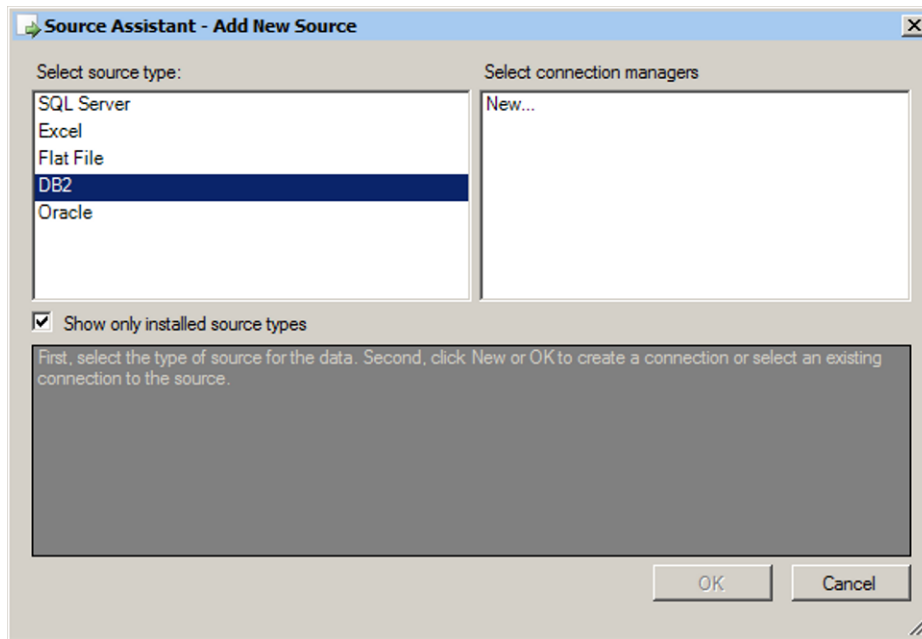 Source Assistant - Add New Source
Select source type:
Select connection managers
SQL Server
Excel
Flat File
DB2
Oracle
New...
Show only installed source types
First, select the type of source for the data. Second, click New or OK to create a connection or select an existing
connection to the source.
OK
Cancel